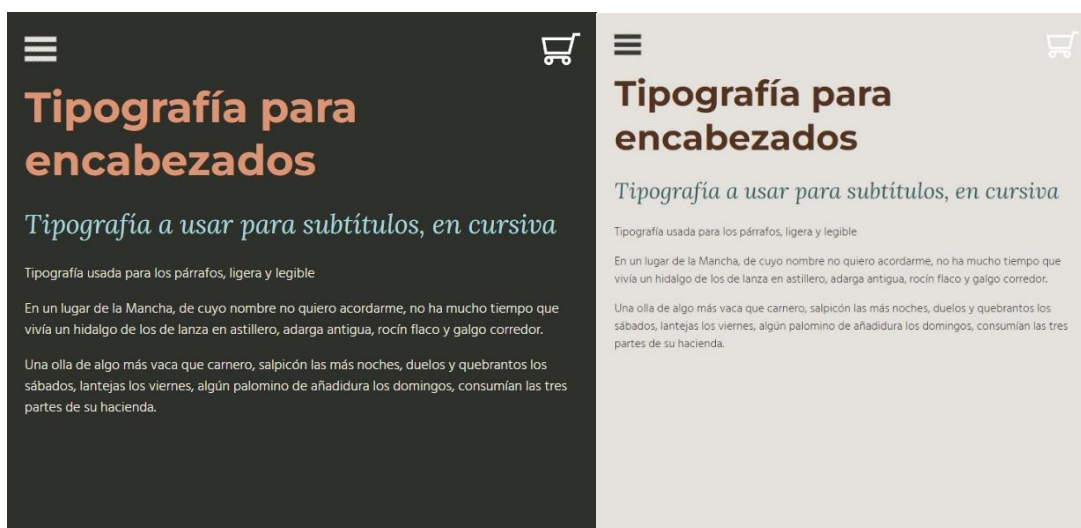 Tipografía para
encabezados
Tipografía a usar para subtítulos, en cursiva
Tipografía usada para los párrafos, ligera y legible
En un lugar de la Mancha, de cuyo nombre no quiero acordarme, no ha mucho tiempo que
vivía un hidalgo de los de lanza en astillero, adarga antigua, rocín flaco y galgo corredor.
Una olla de algo más vaca que carnero, salpicón las más noches, duelos y quebrantos los
sábados, lantejas los viernes, algún palomino de añadidura los domingos, consumían las tres
partes de su hacienda.
Tipografía para
encabezados
Tipografía a usar para subtítulos, en cursiva
Tipografía usada para los párrafos, ligera y legible
En un lugar de la Mancha, de cuyo nombre no quiero acordarme, no ha mucho tiempo que
vivía un hidalgo de los de lanza en astillero, adarga antigua, rocín flaco y galgo corredor.
Una olla de algo más vaca que carnero, salpicón las más noches, duelos y quebrantos los
sábados, lantejas los viernes, algún palomino de añadidura los domingos, consumían las tres
partes de su hacienda.